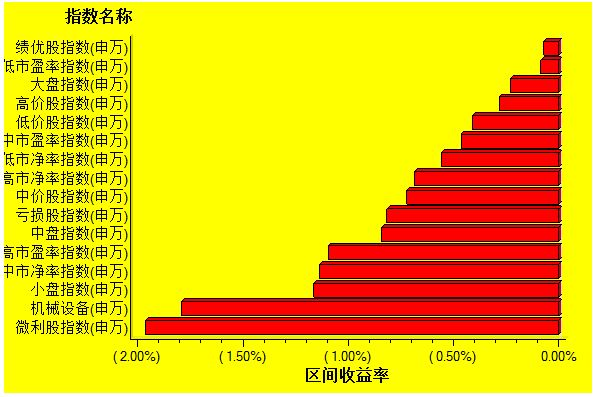 指数名称
绩优股指数(申万)
低市盈率指数(申万)
大盘指数(申万)
高价股指数(申万)
低价股指数(申万)
中市盈率指数(申万)
低市净率指数(申万)
高市净率指数(申万)
中价股指数(申万)
亏损股指数(申万)
中盘指数(申万)
高市盈率指数(申万)
中市净率指数(申万)
小盘指数(申万)
机械设备(申万)
微利股指数(申万)
(2.00%) (1.50%) (1.00%) (0.50%) 0.00%
区间收益率